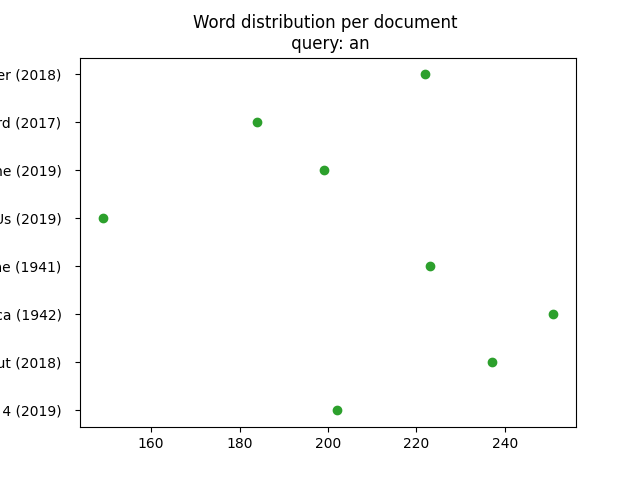 Word distribution per document
query: an
er (2018)
rd (2017)
ne (2019)
Us (2019)
ne (1941)
ca (1942)
ut (2018)
4 (2019)
160 180 200 220 240